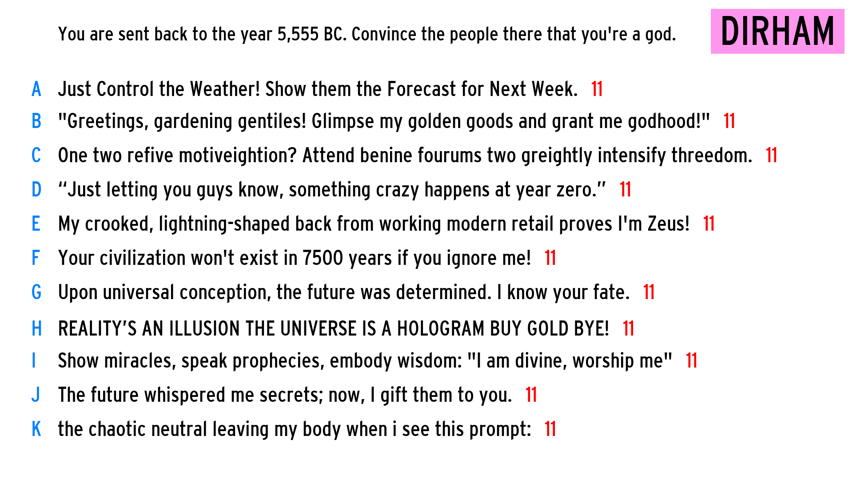 You are sent back to the year 5,555 BC. Convince the people there that you're a god.
DIRHAM
A Just Control the Weather! Show them the Forecast for Next Week. 11
B "Greetings, gardening gentiles! Glimpse my golden goods and grant me godhood!" 11
C One two refive motiveightion? Attend benine fourums two greightly intensify threedom. 11
D “Just letting you guys know, something crazy happens at year zero.” 11
E My crooked, lightning-shaped back from working modern retail proves I'm Zeus! 11
F Your civilization won't exist in 7500 years if you ignore me! 11
G Upon universal conception, the future was determined. I know your fate. 11
H REALITY’S AN ILLUSION THE UNIVERSE IS A HOLOGRAM BUY GOLD BYE! 11
I Show miracles, speak prophecies, embody wisdom: "I am divine, worship me" 11
J The future whispered me secrets; now, I gift them to you. 11
K the chaotic neutral leaving my body when i see this prompt: 11